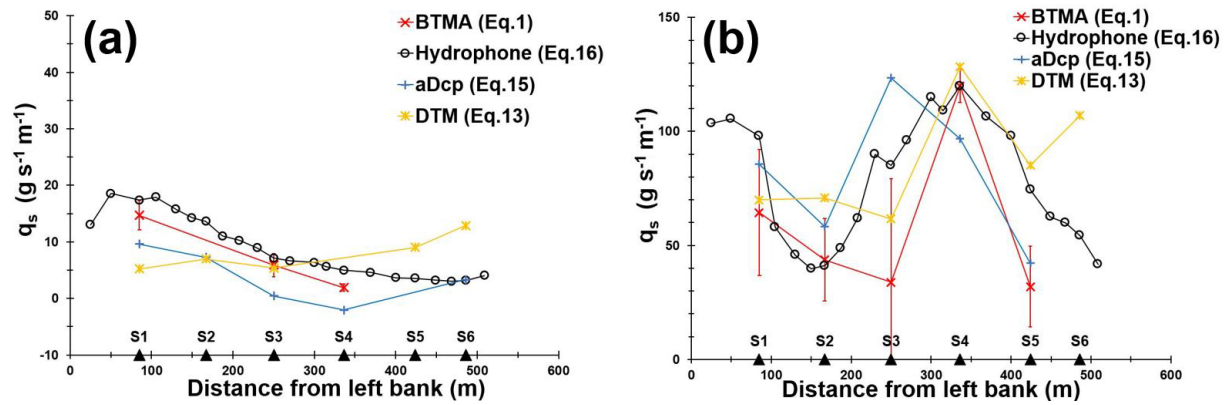 (a)
BTMA (Eq.1)
Hydrophone (Eq.16)
aDcp (Eq.15)
DTM (Eq.13)
50
40
30
20
10
0
-10
qs (g s-1 m-1)
S1 S2 S3 S4 S5 S6
0 100 200 300 400 500 600
Distance from left bank (m)
(b)
BTMA (Eq.1)
Hydrophone (Eq.16)
aDcp (Eq.15)
DTM (Eq.13)
150
100
50
0
qs (g s-1 m-1)
S1 S2 S3 S4 S5 S6
0 100 200 300 400 500 600
Distance from left bank (m)